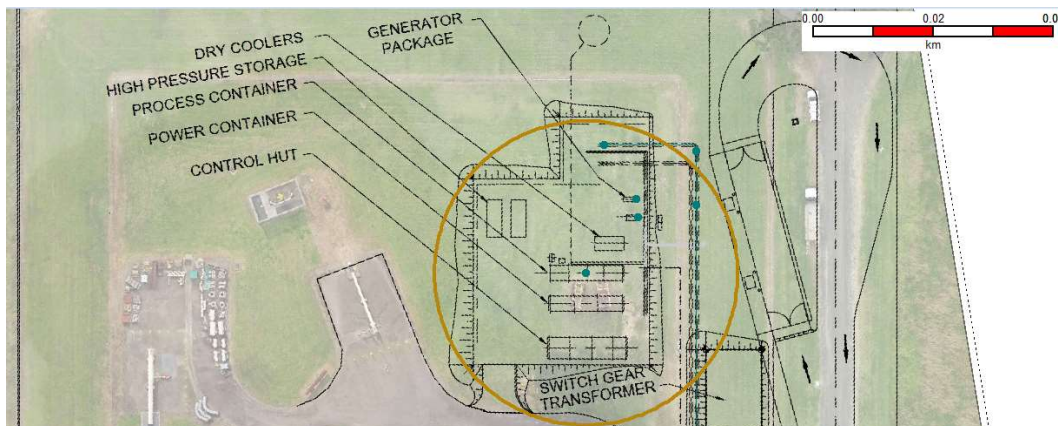 GENERATOR
PACKAGE
DRY COOLERS
HIGH PRESSURE STORAGE
PROCESS CONTAINER
POWER CONTAINER
CONTROL HUT
SWITCH GEAR
TRANSFORMER
0.00 0.02 0.0
km